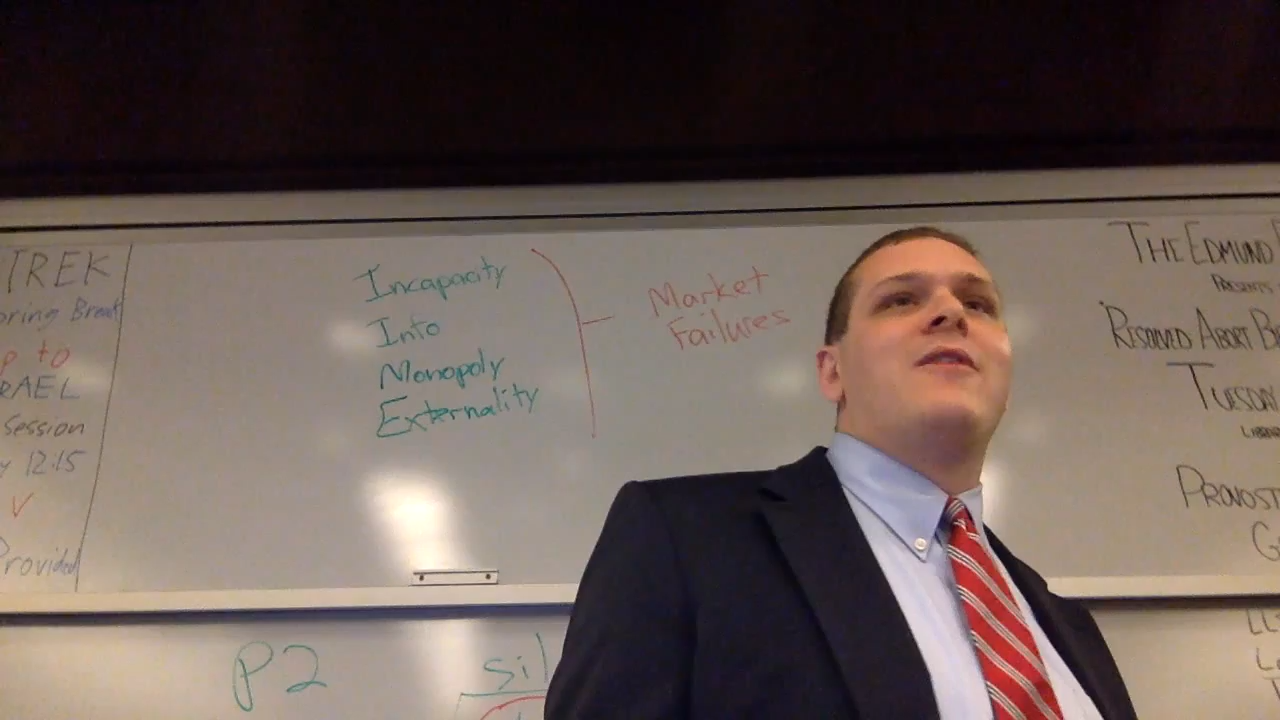 TREK
pring Break
p to
RAEL
Session
y 12:15
Provided
Incapacity
Info
Monopoly
Externality
Market
Failures
THE EDMUND
PRESENTS
RESOLVED ABORT
TUESDAY
PROVOST
P2
sil